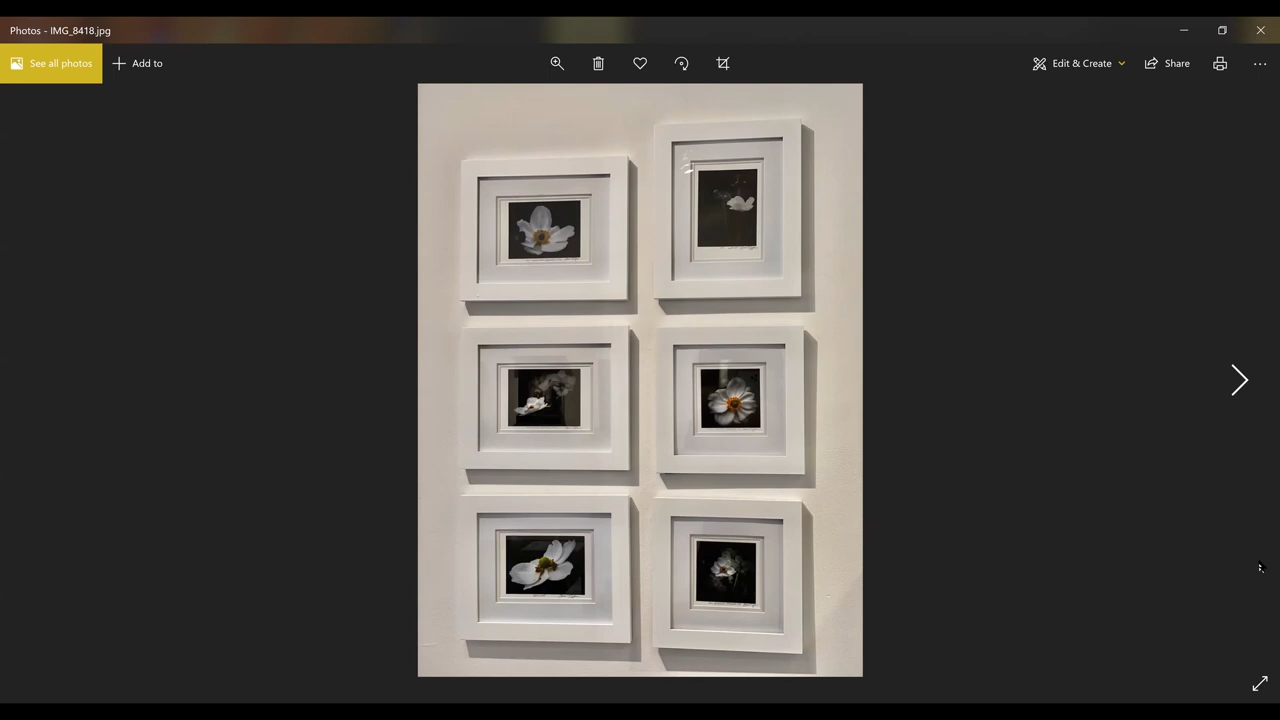 Photos - IMG_8418.jpg
See all photos
Add to
Edit & Create
Share